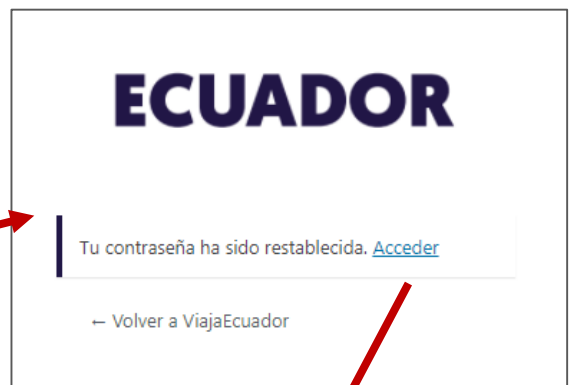 ECUADOR
Tu contraseña ha sido restablecida. Acceder
← Volver a ViajaEcuador